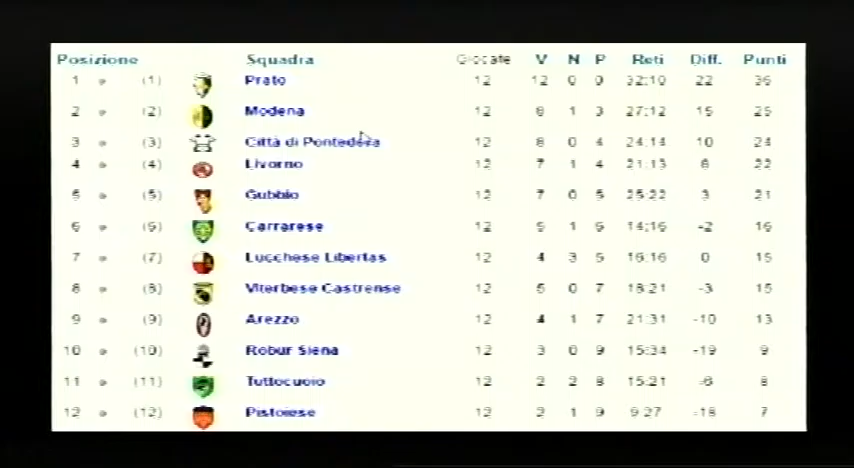 Posizione Squadra Giocate V N P Reti Diff. Punti
1 (1) Prato 12 12 0 0 32:10 22 36
2 (2) Modena 12 8 1 3 27:12 15 25
3 (3) Città di Pontedera 12 8 0 4 24:14 10 24
4 (4) Livorno 12 7 1 4 21:13 8 22
5 (5) Gubbio 12 7 0 5 25:22 3 21
6 (6) Carrarese 12 5 1 6 14:16 -2 16
7 (7) Lucchese Libertas 12 4 3 5 16:16 0 15
8 (8) Viterbese Castrense 12 5 0 7 18:21 -3 15
9 (9) Arezzo 12 4 1 7 21:31 -10 13
10 (10) Robur Siena 12 3 0 9 15:34 -19 9
11 (11) Tuttocuoio 12 2 2 8 15:21 -6 8
12 (12) Pistoiese 12 2 1 9 9:27 -18 7